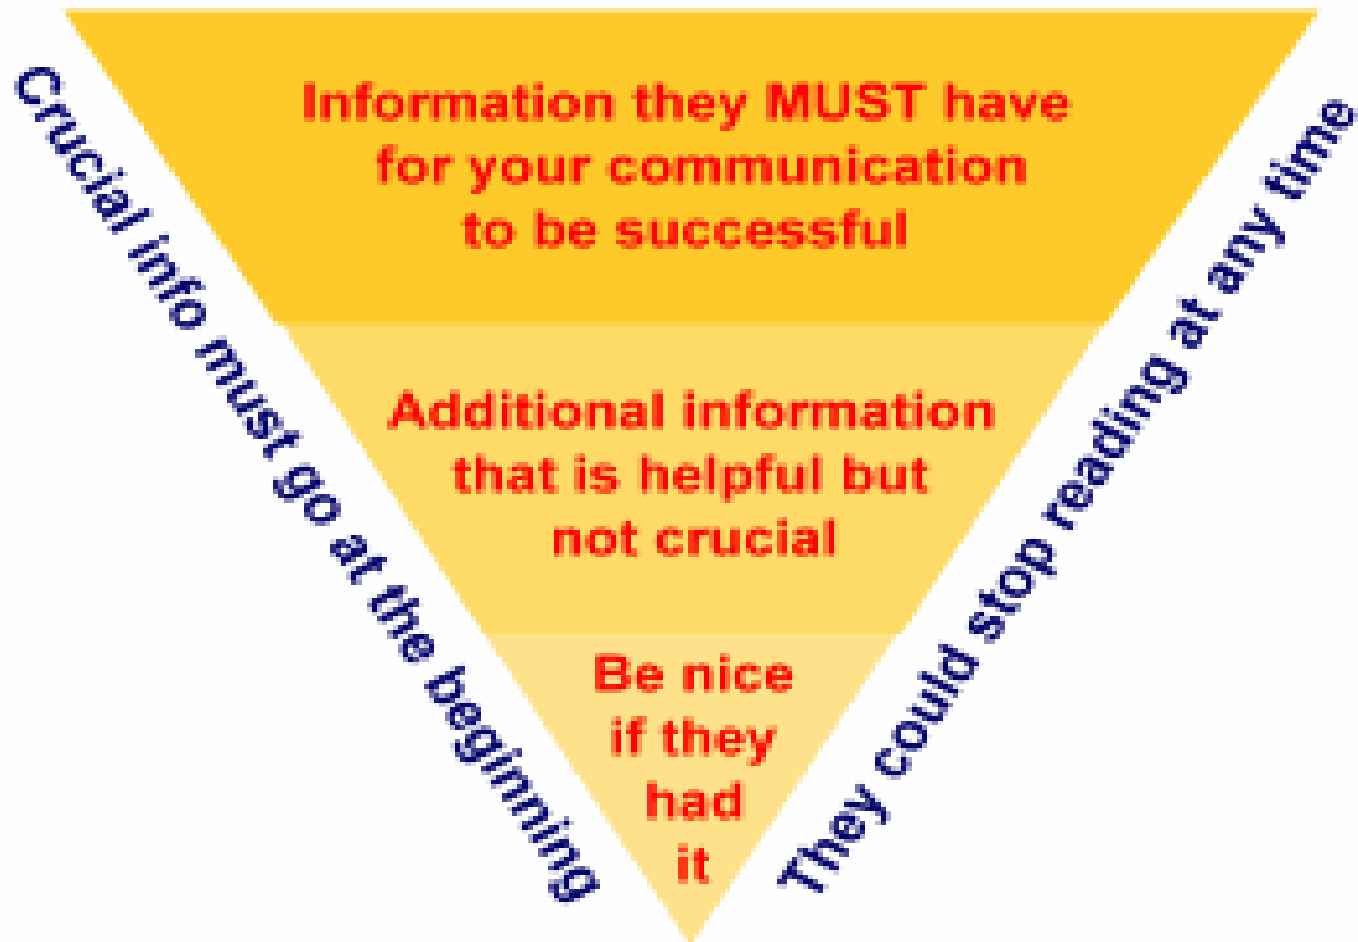 Information they MUST have
for your communication
to be successful
Additional information
that is helpful but
not crucial
Be nice
if they
had
it
Crucial info must go at the beginning
They could stop reading at any time